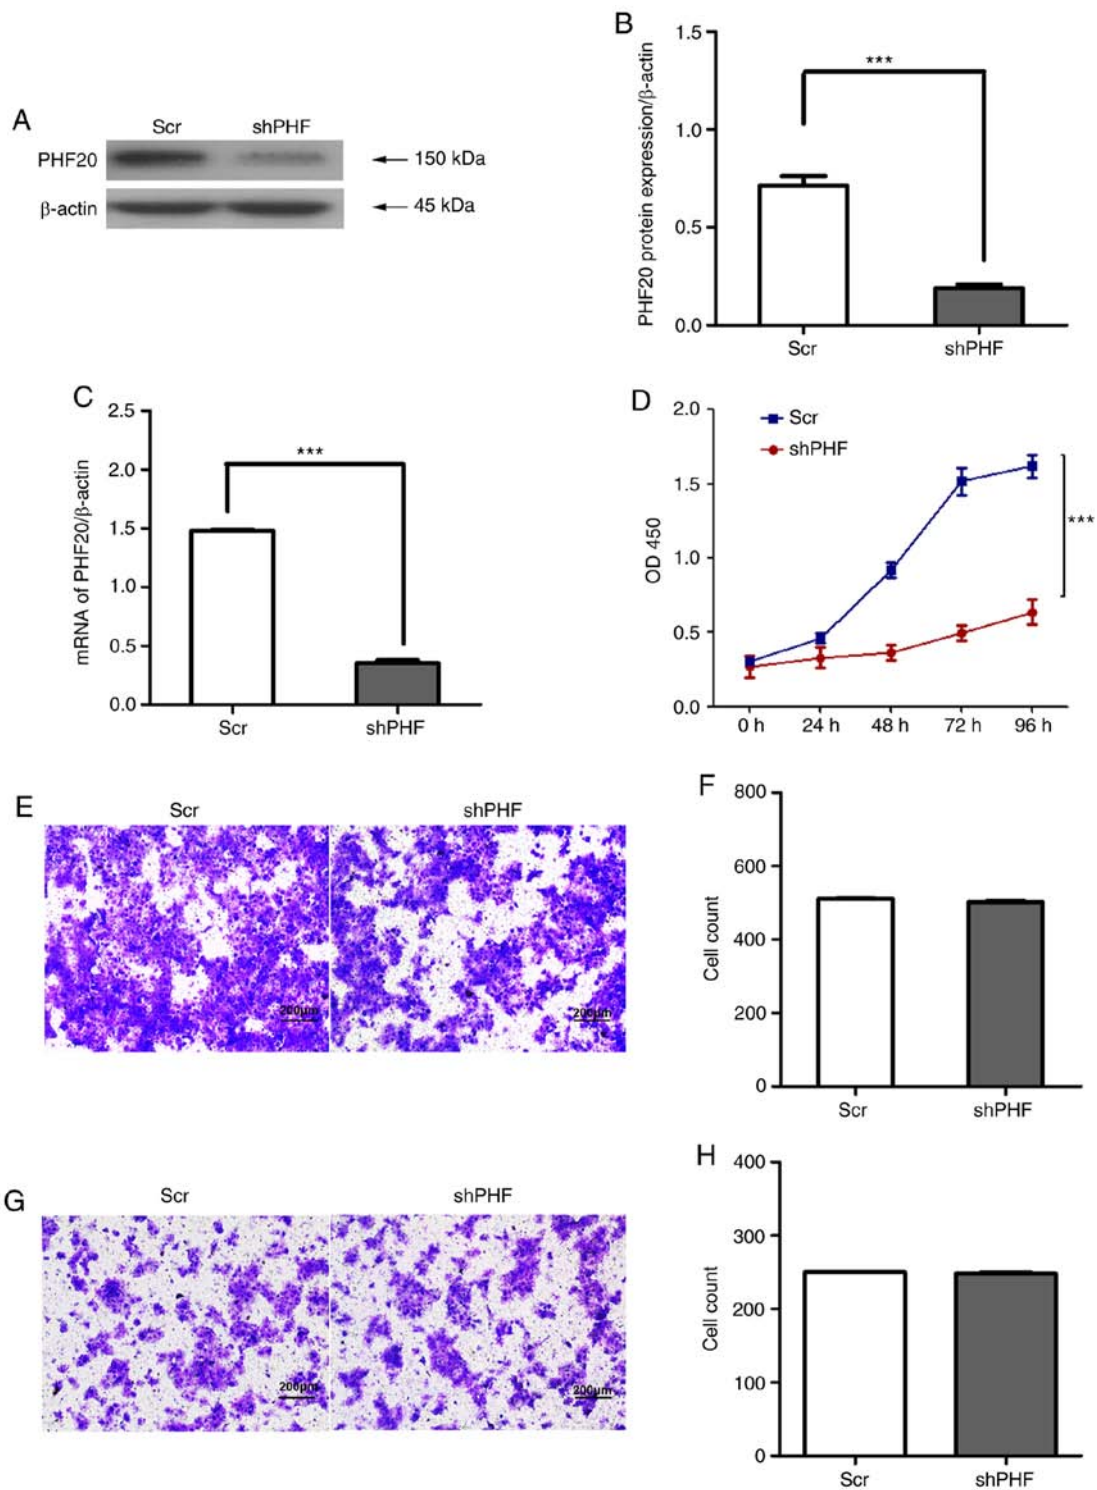 A
Scr shPHF
PHF20
150 kDa
β-actin
45 kDa
B
PHF20 protein expression/β-actin
1.5
1.0
0.5
0.0
***
Scr shPHF
C
mRNA of PHF20/β-actin
2.5
2.0
1.5
1.0
0.5
0.0
***
Scr shPHF
D
OD 450
2.0
1.5
1.0
0.5
0.0
Scr
shPHF
***
0 h 24 h 48 h 72 h 96 h
E
Scr shPHF
200μm 200μm
F
Cell count
800
600
400
200
0
Scr shPHF
G
Scr shPHF
200μm 200μm
H
Cell count
400
300
200
100
0
Scr shPHF